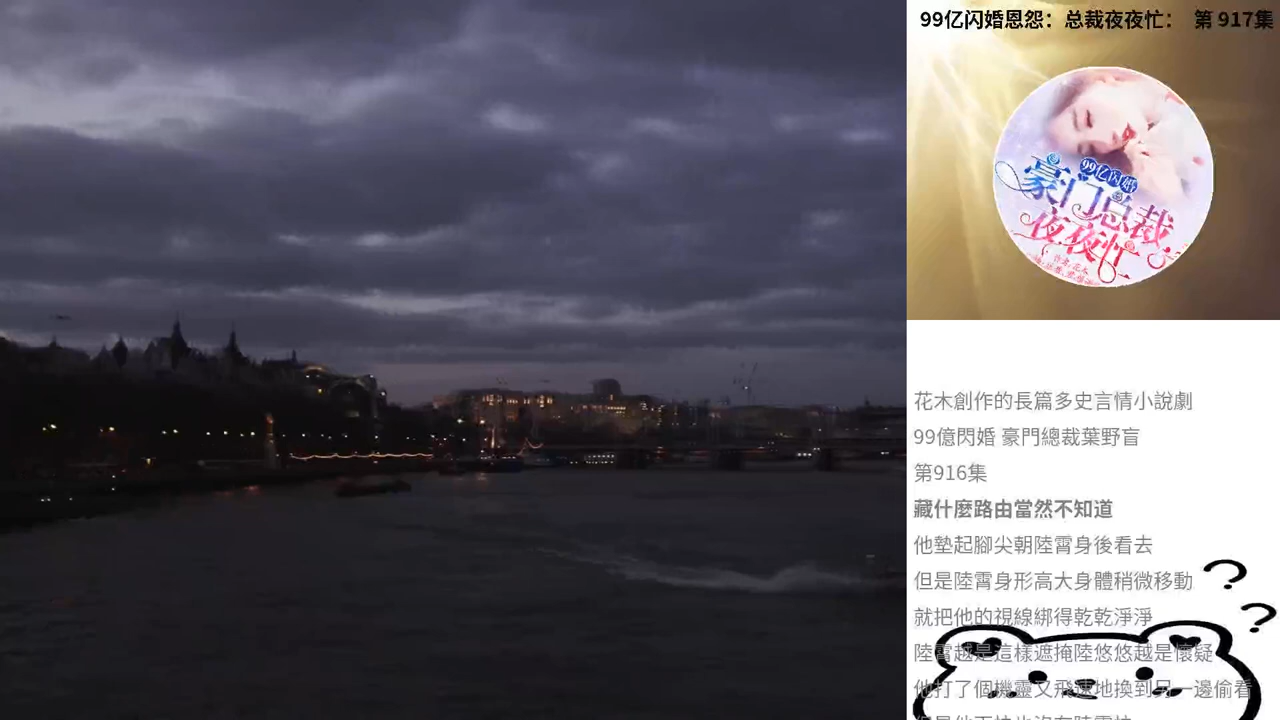 99亿闪婚恩怨：总裁夜夜忙： 第 917集
99亿闪婚
豪门总裁
夜夜忙
花木創作的長篇多史言情小說劇
99億閃婚 豪門總裁葉野盲
第916集
藏什麼路由當然不知道
他墊起腳尖朝陸霄身後看去
但是陸霄身形高大身體稍微移動
就把他的視線綁得乾乾淨淨
陸霄越是這樣遮掩陸悠悠越是懷疑
他打了個機靈又飛速地換到另一邊偷看